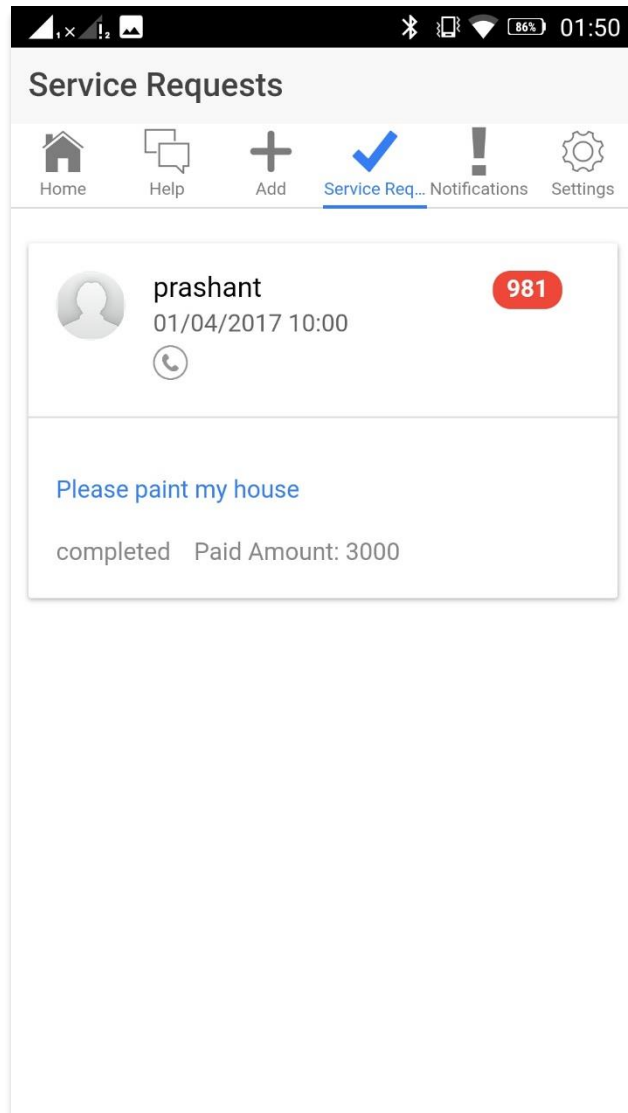 86% 01:50
Service Requests
Home Help Add Service Req... Notifications Settings
prashant 981
01/04/2017 10:00
Please paint my house
completed Paid Amount: 3000